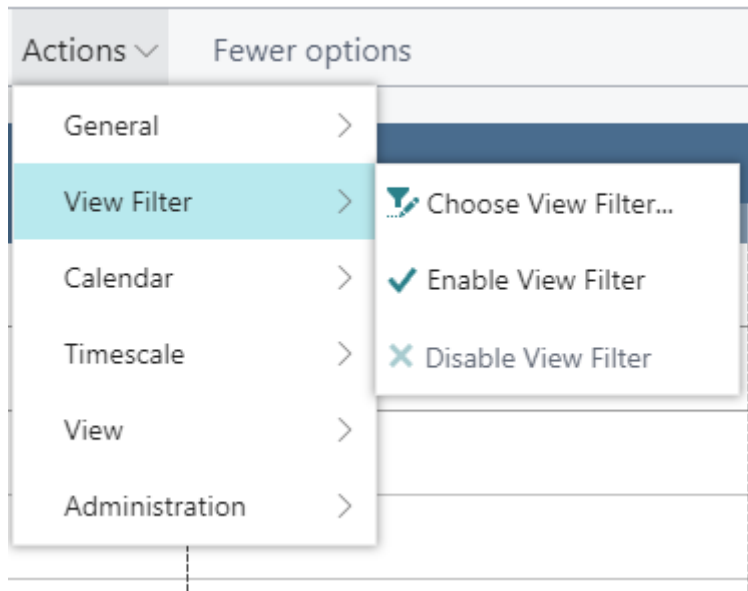 Actions Fewer options
General
View Filter
Choose View Filter...
Calendar
Enable View Filter
Timescale
Disable View Filter
View
Administration